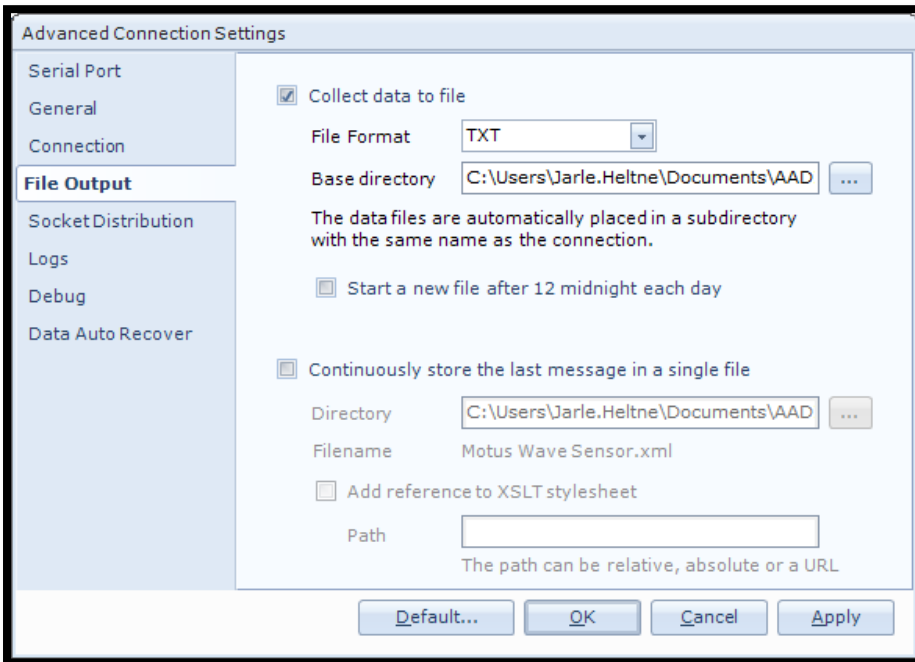 Advanced Connection Settings
Serial Port
General
Connection
File Output
Socket Distribution
Logs
Debug
Data Auto Recover
Collect data to file
File Format TXT
Base directory C:\Users\Jarle.Heltne\Documents\AAD ...
The data files are automatically placed in a subdirectory
with the same name as the connection.
Start a new file after 12 midnight each day
Continuously store the last message in a single file
Directory C:\Users\Jarle.Heltne\Documents\AAD ...
Filename Motus Wave Sensor.xml
Add reference to XSLT stylesheet
Path
The path can be relative, absolute or a URL
Default... OK Cancel Apply